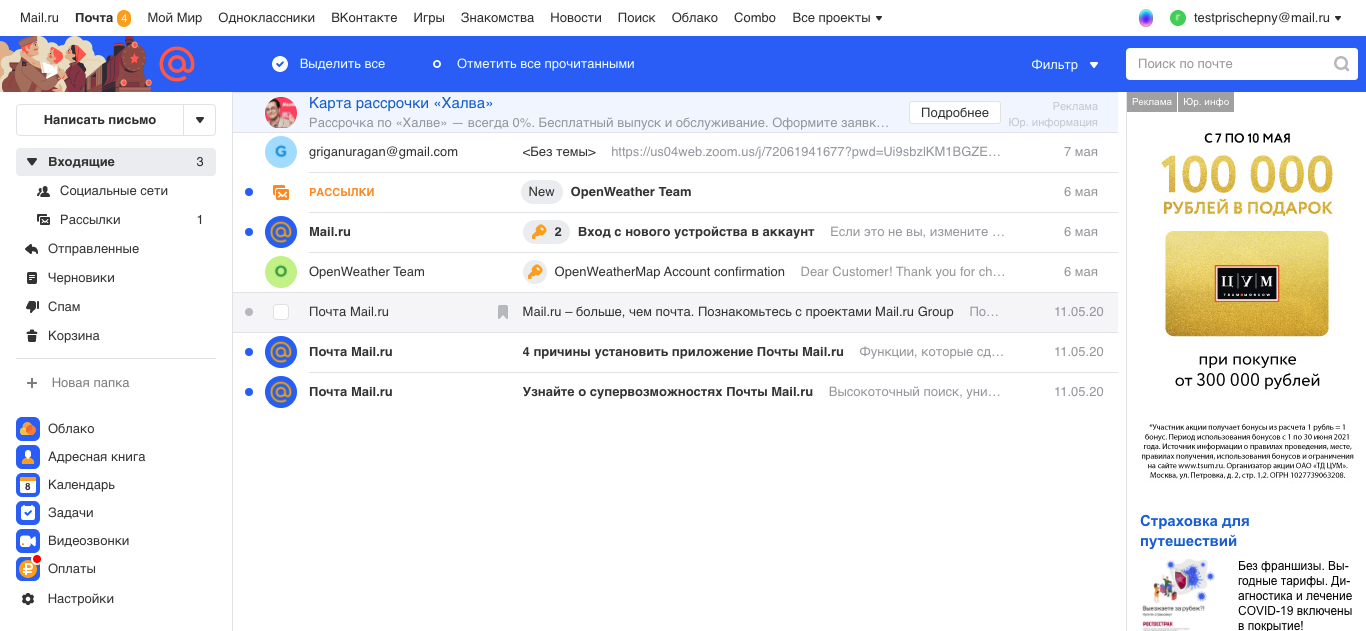 Mail.ru Почта 4 Мой Мир Одноклассники ВКонтакте Игры Знакомства Новости Поиск Облако Combo Все проекты
г testprischepny@mail.ru
Выделить все Отметить все прочитанными Фильтр Поиск по почте
Написать письмо
Входящие 3
Социальные сети
Рассылки 1
Отправленные
Черновики
Спам
Корзина
Новая папка
Облако
Адресная книга
8 Календарь
Задачи
Видеозвонки
Оплаты
Настройки
Карта рассрочки «Халва»
Рассрочка по «Халве» — всегда 0%. Бесплатный выпуск и обслуживание. Оформите заявк…
Подробнее
Реклама
Юр. информация
G griganuragan@gmail.com <Без темы> https://us04web.zoom.us/j/72061941677?pwd=Ui9sbzlKM1BGZE… 7 мая
РАССЫЛКИ New OpenWeather Team 6 мая
Mail.ru 2 Вход с нового устройства в аккаунт Если это не вы, измените … 6 мая
O OpenWeather Team OpenWeatherMap Account confirmation Dear Customer! Thank you for ch… 6 мая
Почта Mail.ru Mail.ru – больше, чем почта. Познакомьтесь с проектами Mail.ru Group По… 11.05.20
Почта Mail.ru 4 причины установить приложение Почты Mail.ru Функции, которые сд… 11.05.20
Почта Mail.ru Узнайте о супервозможностях Почты Mail.ru Высокоточный поиск, уни… 11.05.20
Реклама Юр. инфо
С 7 ПО 10 МАЯ
100 000
РУБЛЕЙ В ПОДАРОК
Ц У М
TSUM MOSCOW
при покупке
от 300 000 рублей
*Участник акции получает бонусы из расчета 1 рубль = 1
бонус. Период использования бонусов с 1 по 30 июня 2021
года. Источник информации о правилах проведения, месте,
правилах получения, использования бонусов и ограничения
на сайте www.tsum.ru. Организатор акции ОАО «ТД ЦУМ».
Москва, ул. Петровка, д. 2, стр. 1,2. ОГРН 1027739063208.
Страховка для
путешествий
Выезжаете за рубеж?!
РОСГОССТРАХ
Без франшизы. Вы-
годные тарифы. Ди-
агностика и лечение
COVID-19 включены
в покрытие!